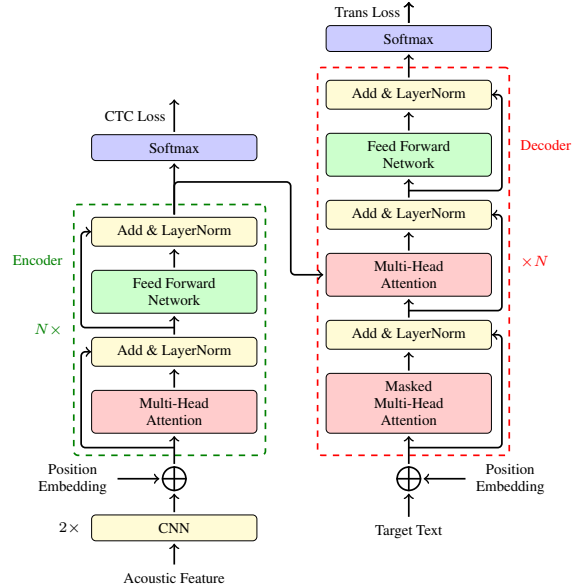 Trans Loss
Softmax
Add & LayerNorm
Feed Forward
Network
Decoder
Add & LayerNorm
Multi-Head
Attention
× N
Add & LayerNorm
Masked
Multi-Head
Attention
Position
Embedding
Target Text
CTC Loss
Softmax
Add & LayerNorm
Encoder
Feed Forward
Network
N ×
Add & LayerNorm
Multi-Head
Attention
Position
Embedding
2×
CNN
Acoustic Feature